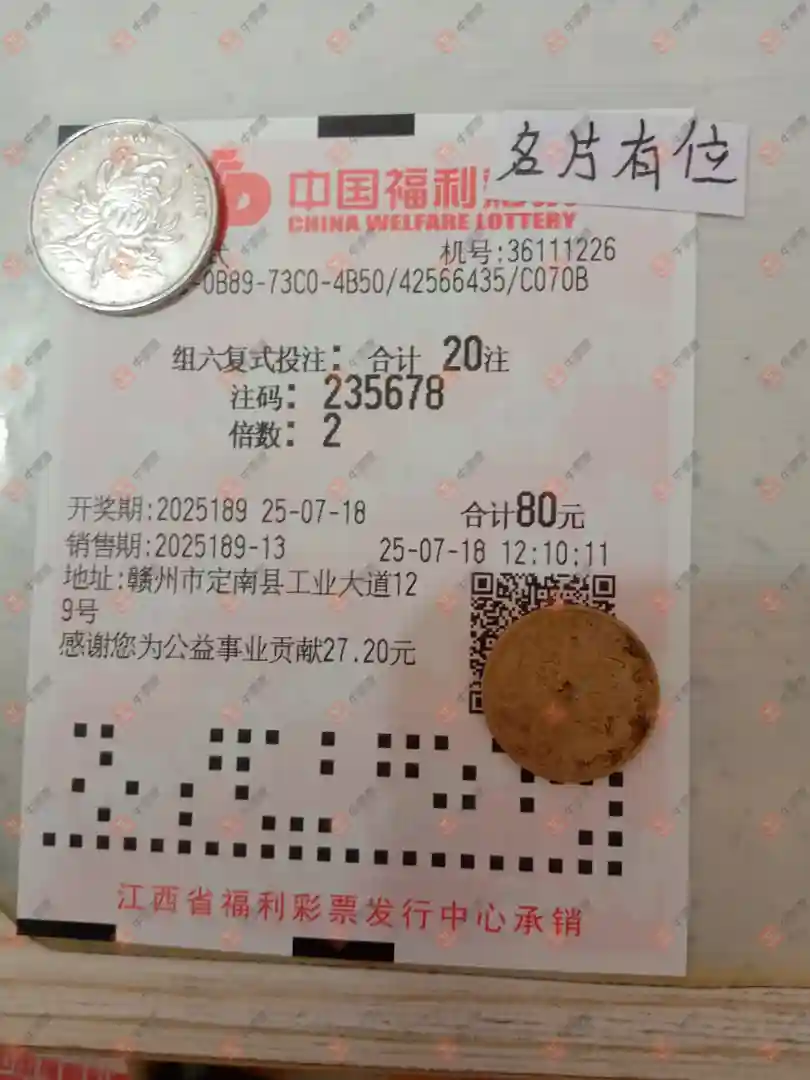 名片有位
中国福利
CHINA WELFARE LOTTERY
式 机号:36111226
-0B89-73C0-4B50/42566435/C070B
组六复式投注: 合计 20注
注码: 235678
倍数: 2
开奖期:2025189 25-07-18 合计80元
销售期:2025189-13 25-07-18 12:10:11
地址:赣州市定南县工业大道12
9号
感谢您为公益事业贡献27.20元
江西省福利彩票发行中心承销